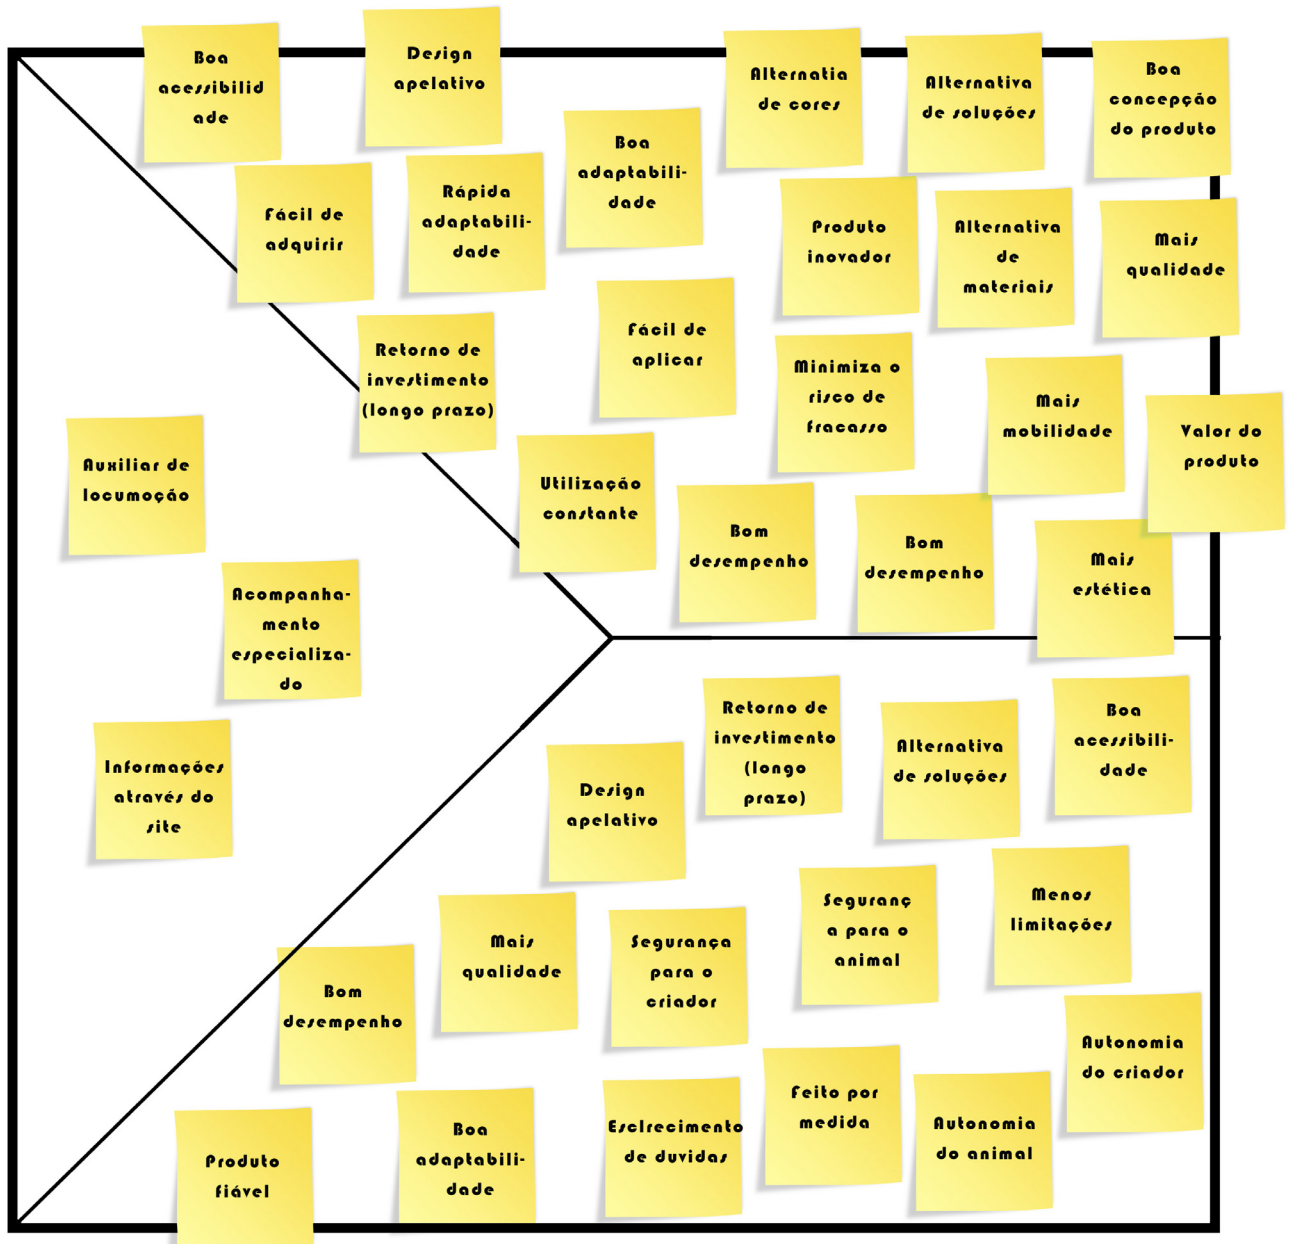 Boa
acessibilid
ade
Design
apelativo
Alternatia
de cores
Alternativa
de soluções
Boa
concepção
do produto
Boa
adaptabili-
dade
Fácil de
adquirir
Rápida
adaptabili-
dade
Produto
inovador
Alternativa
de
materiais
Mais
qualidade
Retorno de
investimento
(longo prazo)
Fácil de
aplicar
Minimiza o
risco de
fracasso
Mais
mobilidade
Valor do
produto
Auxiliar de
locumoção
Utilização
constante
Bom
desempenho
Bom
desempenho
Mais
estética
Acompanha-
mento
especializa-
do
Informações
através do
site
Retorno de
investimento
(longo
prazo)
Alternativa
de soluções
Boa
acessibili-
dade
Design
apelativo
Mais
qualidade
Segurança
para o
criador
Seguranç
a para o
animal
Menos
limitações
Bom
desempenho
Autonomia
do criador
Produto
fiável
Boa
adaptabili-
dade
Esclrecimento
de duvidas
Feito por
medida
Autonomia
do animal